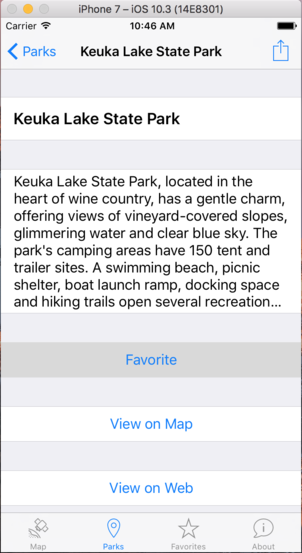 iPhone 7 – iOS 10.3 (14E8301)
Carrier 10:46 AM
Parks Keuka Lake State Park
Keuka Lake State Park
Keuka Lake State Park, located in the
heart of wine country, has a gentle charm,
offering views of vineyard-covered slopes,
glimmering water and clear blue sky. The
park's camping areas have 150 tent and
trailer sites. A swimming beach, picnic
shelter, boat launch ramp, docking space
and hiking trails open several recreation...
Favorite
View on Map
View on Web
Map Parks Favorites About